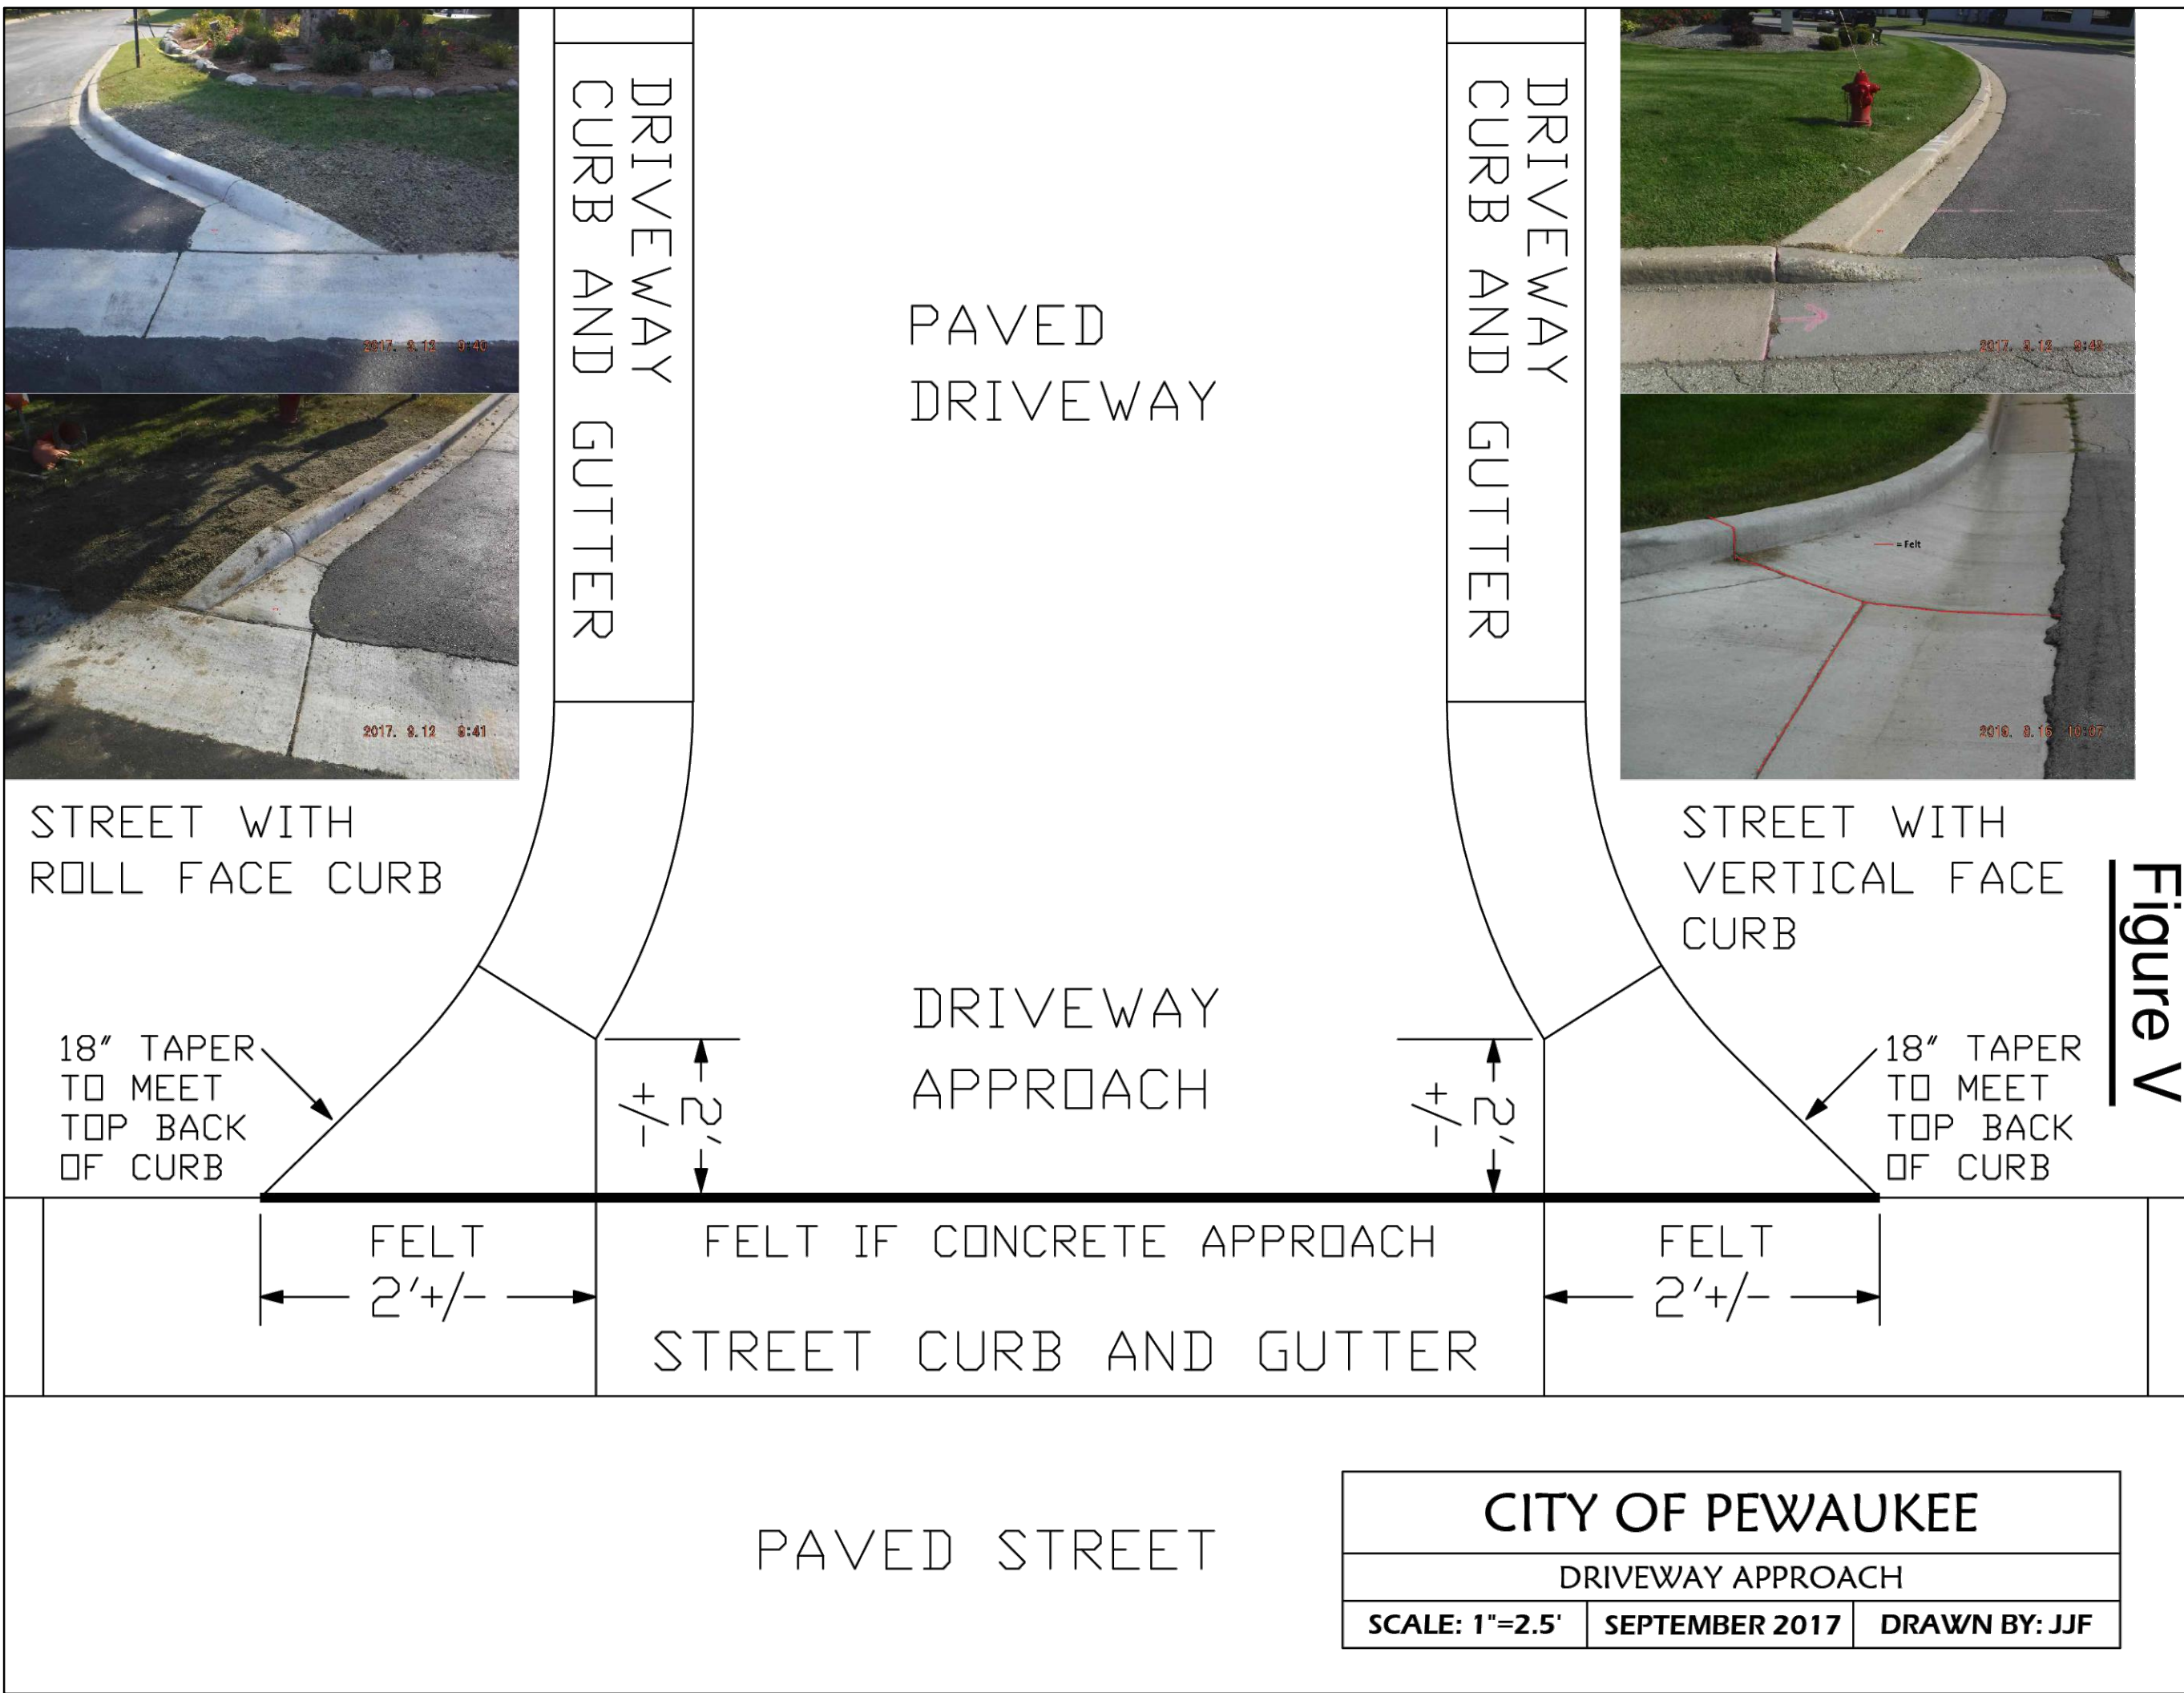 2017. 9.12 9:40
2017. 9.12 9:41
STREET WITH
ROLL FACE CURB
DRIVEWAY
CURB AND GUTTER
PAVED
DRIVEWAY
DRIVEWAY
CURB AND GUTTER
2017. 9.12
= Felt
STREET WITH
VERTICAL FACE
CURB
Figure V
18" TAPER
TO MEET
TOP BACK
OF CURB
2'
+/-
DRIVEWAY
APPROACH
2'
+/-
18" TAPER
TO MEET
TOP BACK
OF CURB
FELT
2'+/-
FELT IF CONCRETE APPROACH
FELT
2'+/-
STREET CURB AND GUTTER
PAVED STREET
CITY OF PEWAUKEE
DRIVEWAY APPROACH
SCALE: 1"=2.5'
SEPTEMBER 2017
DRAWN BY: JJF